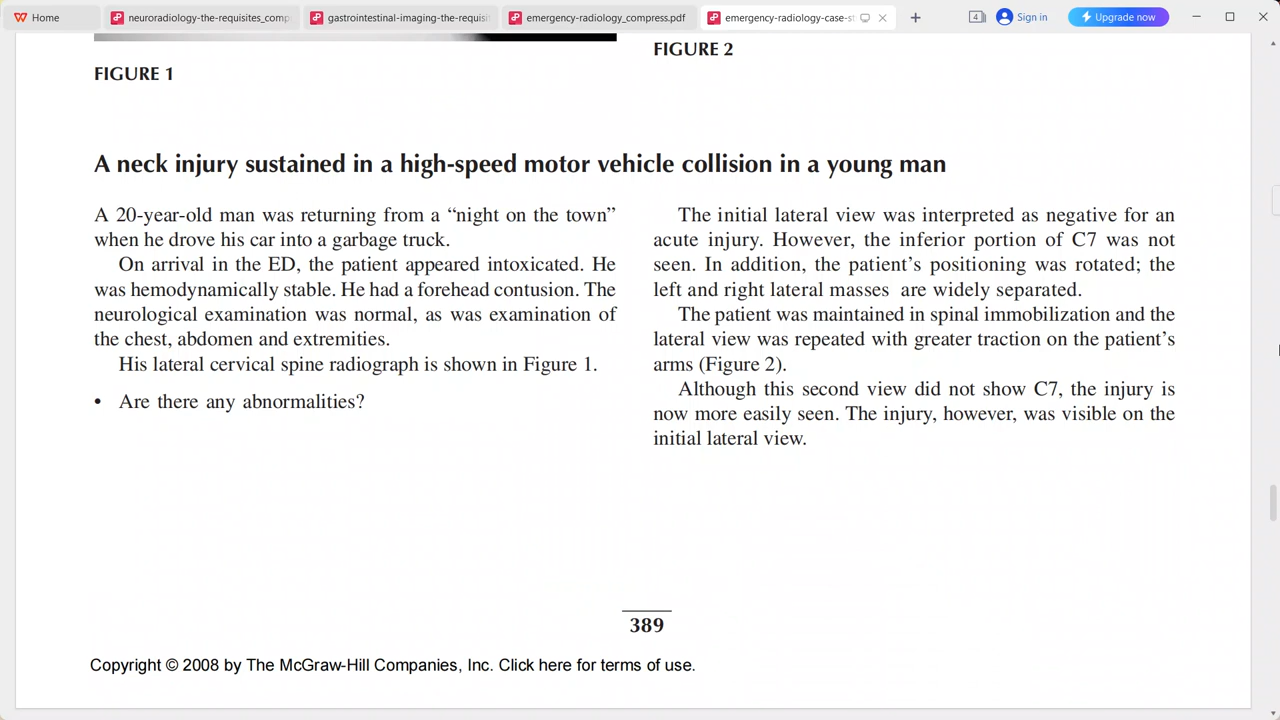 Home
neuroradiology-the-requisites_comp
gastrointestinal-imaging-the-requisit
emergency-radiology_compress.pdf
emergency-radiology-case-st
4
Sign in
Upgrade now
FIGURE 1
FIGURE 2
A neck injury sustained in a high-speed motor vehicle collision in a young man
A 20-year-old man was returning from a “night on the town”
when he drove his car into a garbage truck.
On arrival in the ED, the patient appeared intoxicated. He
was hemodynamically stable. He had a forehead contusion. The
neurological examination was normal, as was examination of
the chest, abdomen and extremities.
His lateral cervical spine radiograph is shown in Figure 1.
• Are there any abnormalities?
The initial lateral view was interpreted as negative for an
acute injury. However, the inferior portion of C7 was not
seen. In addition, the patient’s positioning was rotated; the
left and right lateral masses are widely separated.
The patient was maintained in spinal immobilization and the
lateral view was repeated with greater traction on the patient’s
arms (Figure 2).
Although this second view did not show C7, the injury is
now more easily seen. The injury, however, was visible on the
initial lateral view.
389
Copyright © 2008 by The McGraw-Hill Companies, Inc. Click here for terms of use.